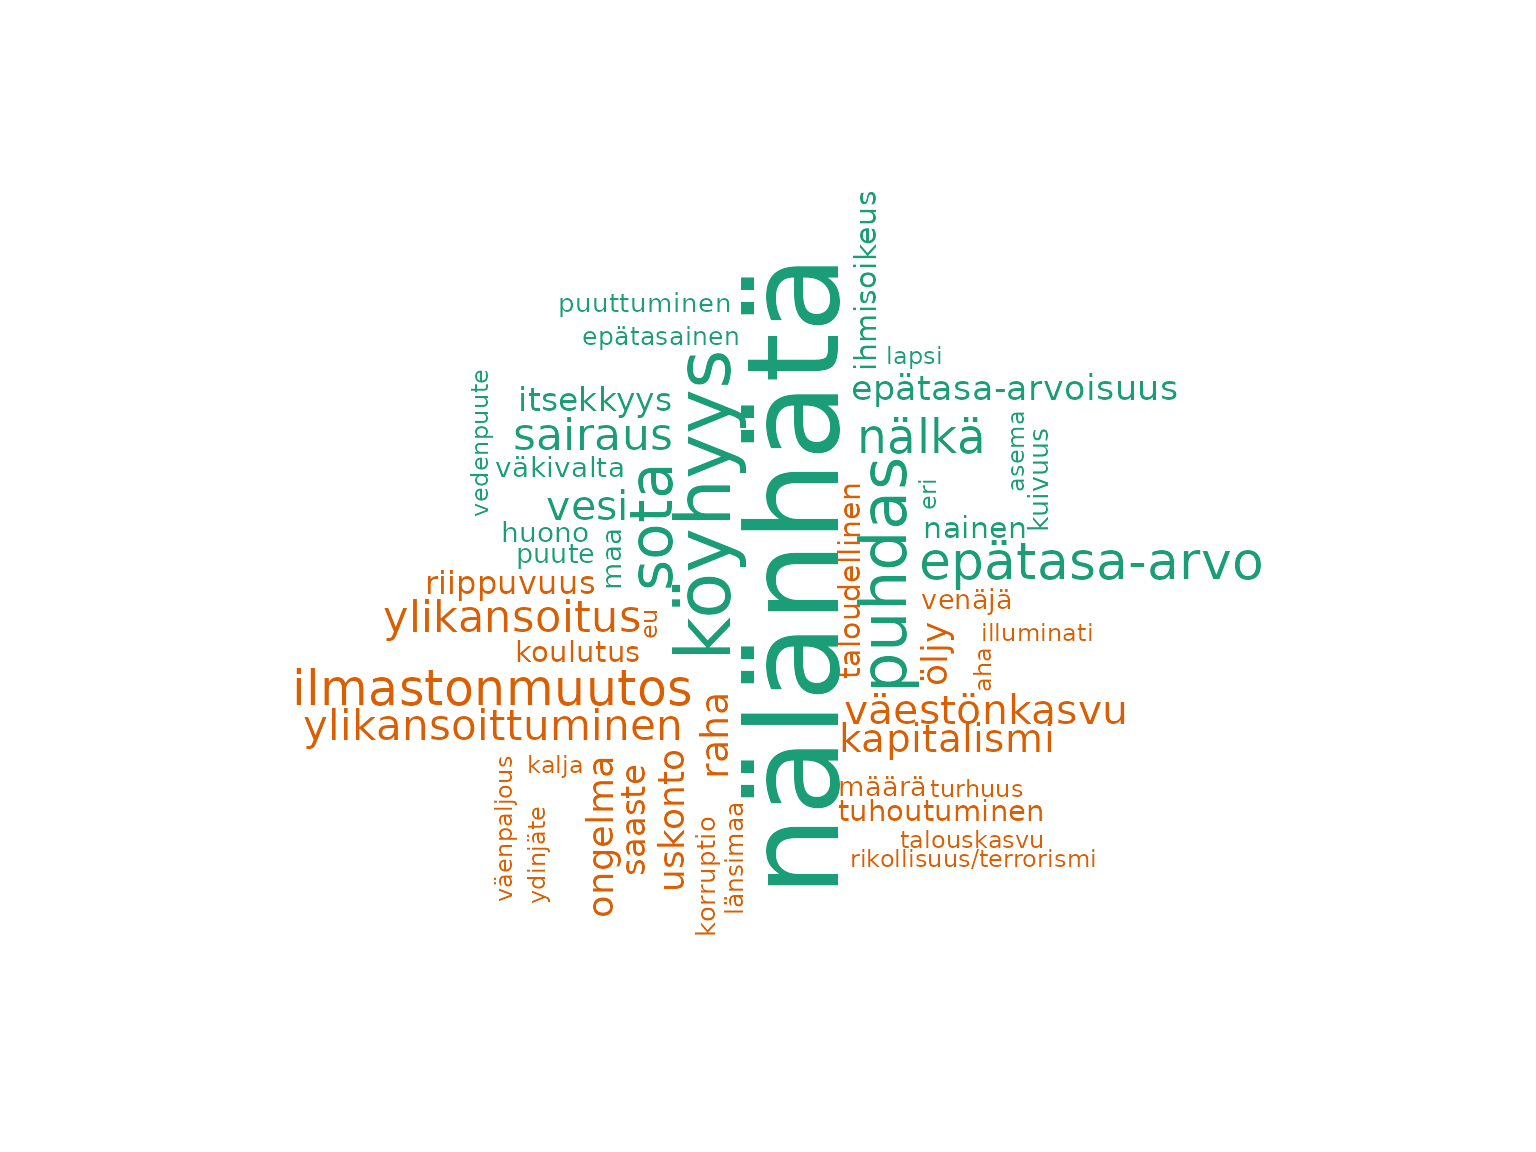 ihmisoikeus
puuttuminen
epätasainen
nälänhätä
köyhyys
lapsi
epätasa-arvoisuus
vedenpuute
itsekkyys
sairaus
nälkä
asema
kuivuus
väkivalta
sota
puhdas
eri
vesi
taloudellinen
nainen
huono
puute
maa
epätasa-arvo
riippuvuus
venäjä
ylikansoitus
eu
öljy
illuminati
koulutus
aha
ilmastonmuutos
raha
väestönkasvu
ylikansoittuminen
kapitalismi
väenpaljous
kalja
ongelma
saaste
uskonto
määrä
turhuus
ydinjäte
korruptio
länsimaa
tuhoutuminen
talouskasvu
rikollisuus/terrorismi